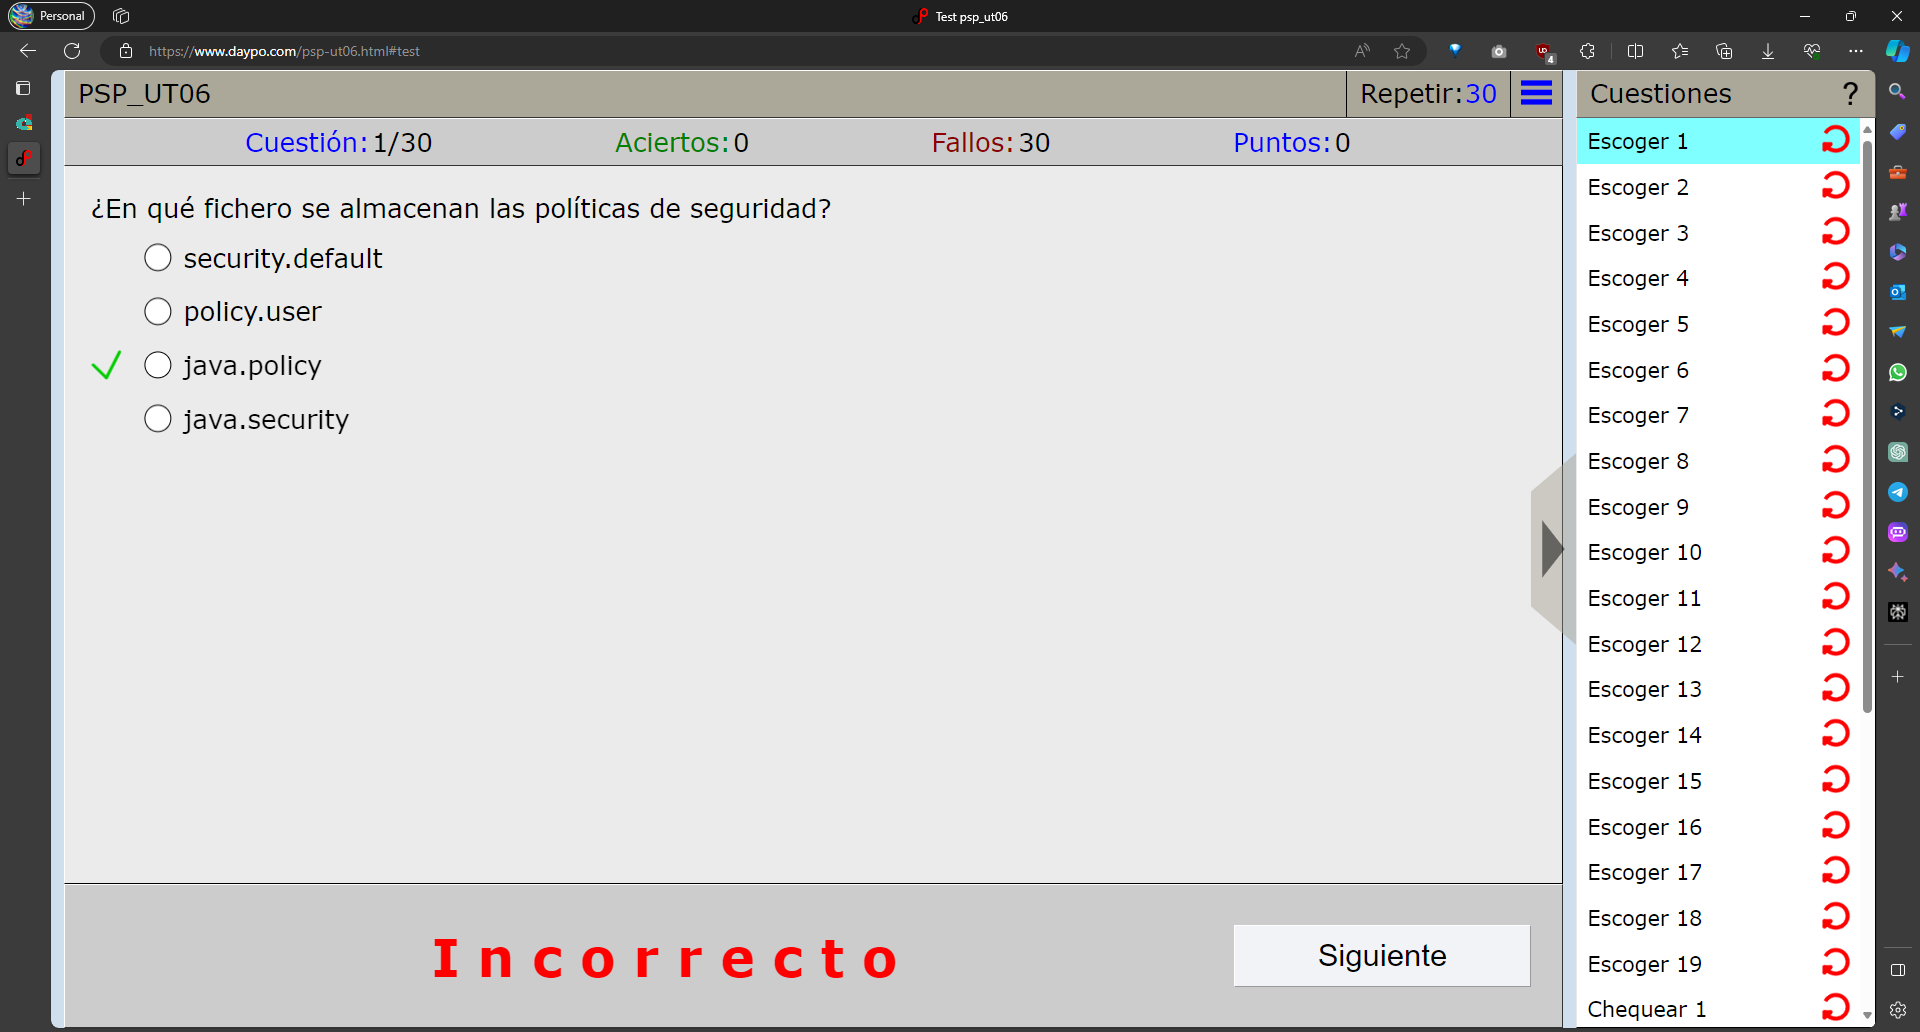 Personal
Test psp_ut06
https://www.daypo.com/psp-ut06.html#test
PSP_UT06
Repetir:30
Cuestiones
?
Cuestión:1/30
Aciertos:0
Fallos:30
Puntos:0
¿En qué fichero se almacenan las políticas de seguridad?
security.default
policy.user
java.policy
java.security
Incorrecto
Siguiente
Escoger 1
Escoger 2
Escoger 3
Escoger 4
Escoger 5
Escoger 6
Escoger 7
Escoger 8
Escoger 9
Escoger 10
Escoger 11
Escoger 12
Escoger 13
Escoger 14
Escoger 15
Escoger 16
Escoger 17
Escoger 18
Escoger 19
Chequear 1
4